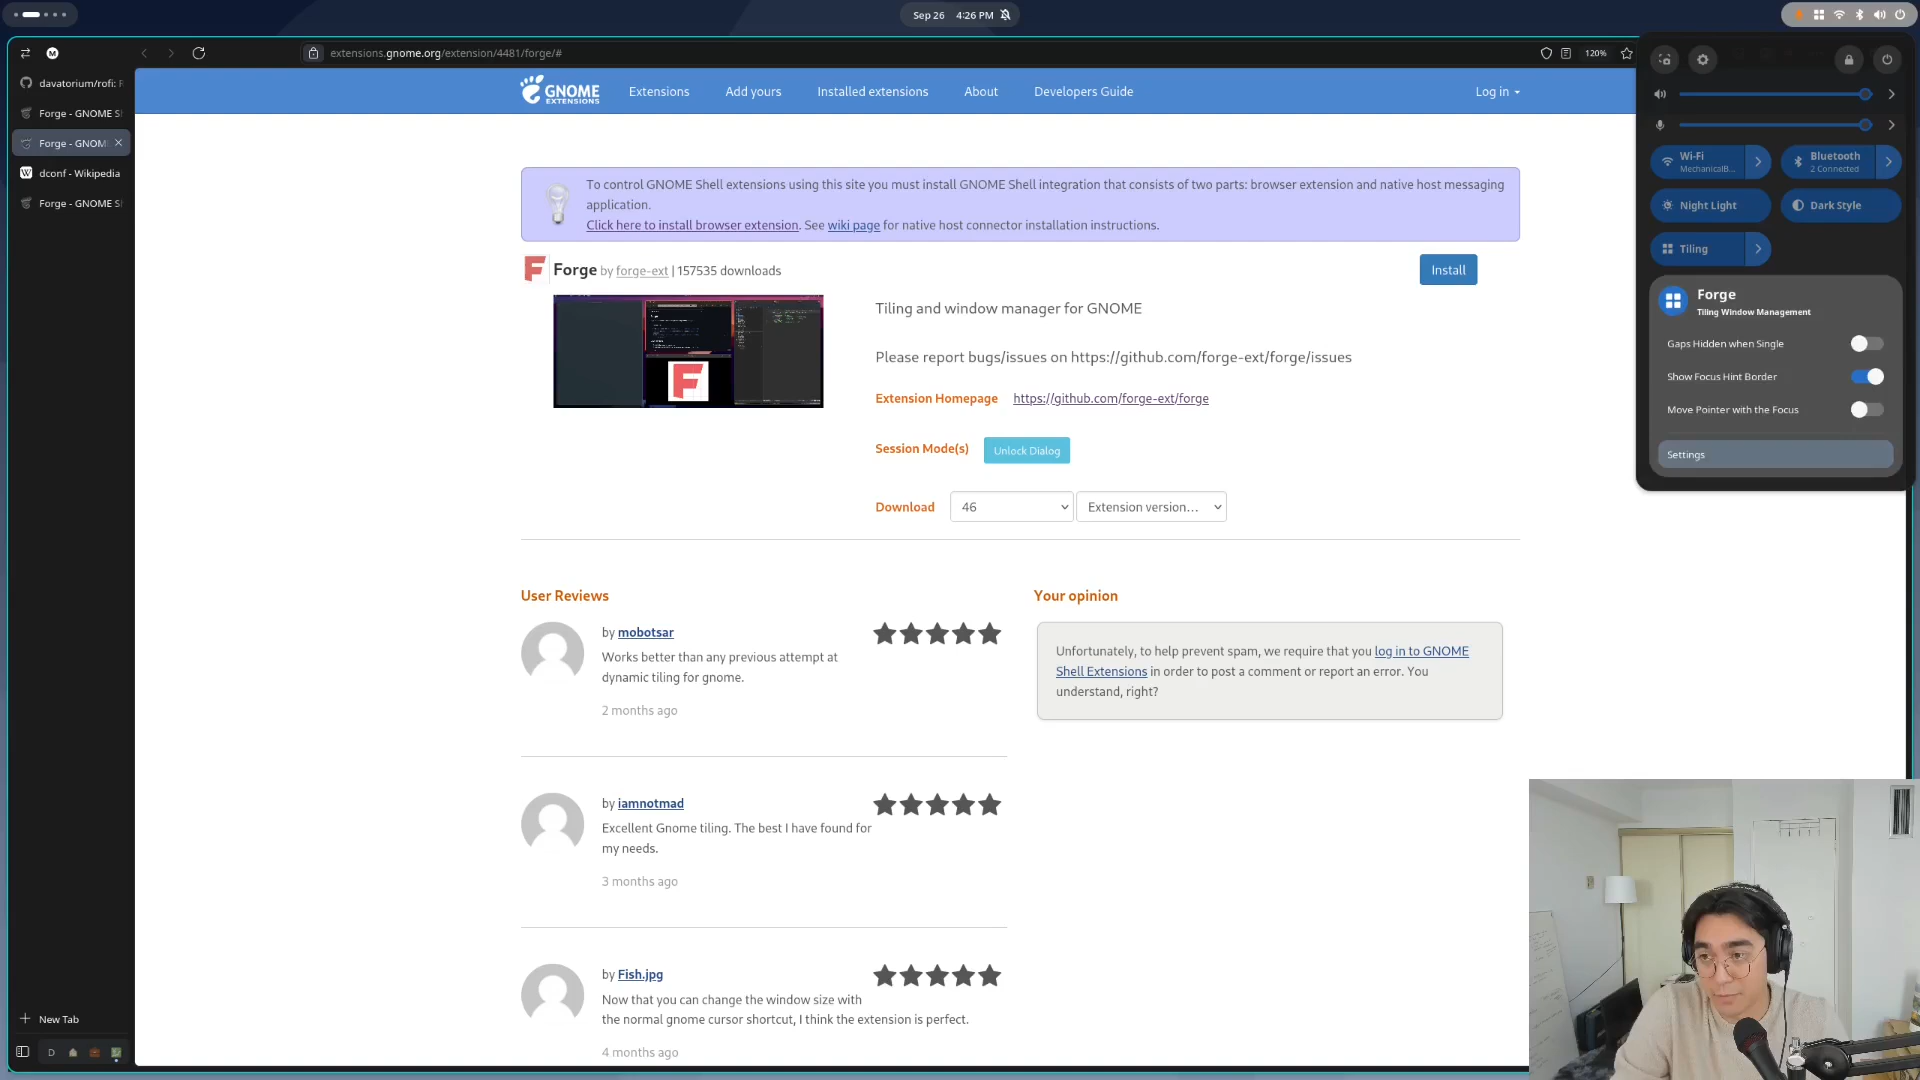 Sep 26 4:26 PM
extensions.gnome.org/extension/4481/forge/#
120%
davatorium/rofi:
Forge - GNOME S
Forge - GNOM
dconf - Wikipedia
Forge - GNOME S
New Tab
D
GNOME
EXTENSIONS
Extensions
Add yours
Installed extensions
About
Developers Guide
Log in
To control GNOME Shell extensions using this site you must install GNOME Shell integration that consists of two parts: browser extension and native host messaging
application.
Click here to install browser extension. See wiki page for native host connector installation instructions.
Forge by forge-ext | 157535 downloads
Install
Tiling and window manager for GNOME
Please report bugs/issues on https://github.com/forge-ext/forge/issues
Extension Homepage https://github.com/forge-ext/forge
Session Mode(s) Unlock Dialog
Download 46 Extension version...
User Reviews
by mobotsar
Works better than any previous attempt at
dynamic tiling for gnome.
2 months ago
by iamnotmad
Excellent Gnome tiling. The best I have found for
my needs.
3 months ago
by Fish.jpg
Now that you can change the window size with
the normal gnome cursor shortcut, I think the extension is perfect.
4 months ago
Your opinion
Unfortunately, to help prevent spam, we require that you log in to GNOME
Shell Extensions in order to post a comment or report an error. You
understand, right?
Wi-Fi
MechanicalB...
Bluetooth
2 Connected
Night Light
Dark Style
Tiling
Forge
Tiling Window Management
Gaps Hidden when Single
Show Focus Hint Border
Move Pointer with the Focus
Settings